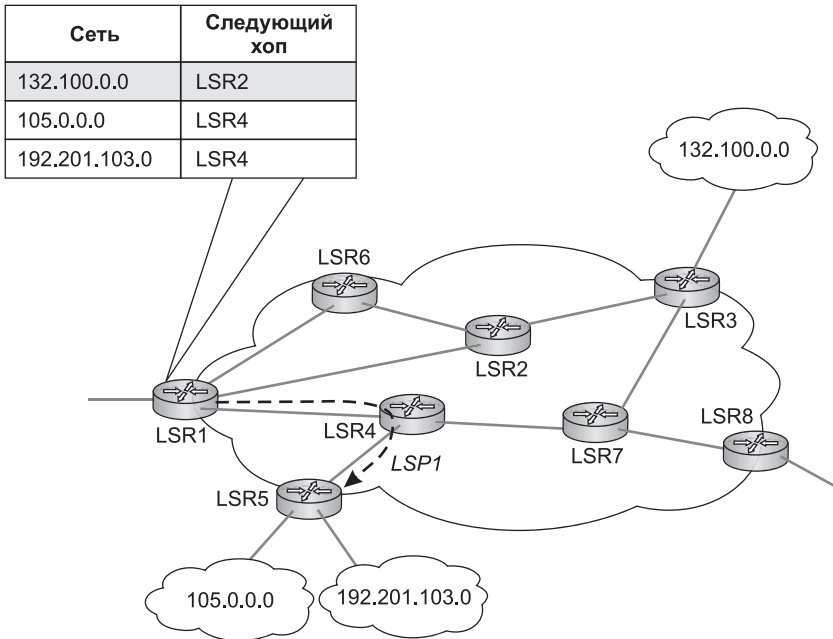 Сеть
Следующий
хоп
132.100.0.0
LSR2
105.0.0.0
LSR4
192.201.103.0
LSR4
132.100.0.0
LSR6
LSR3
LSR2
LSR1
LSR4
LSR8
LSR7
LSP1
LSR5
105.0.0.0
192.201.103.0